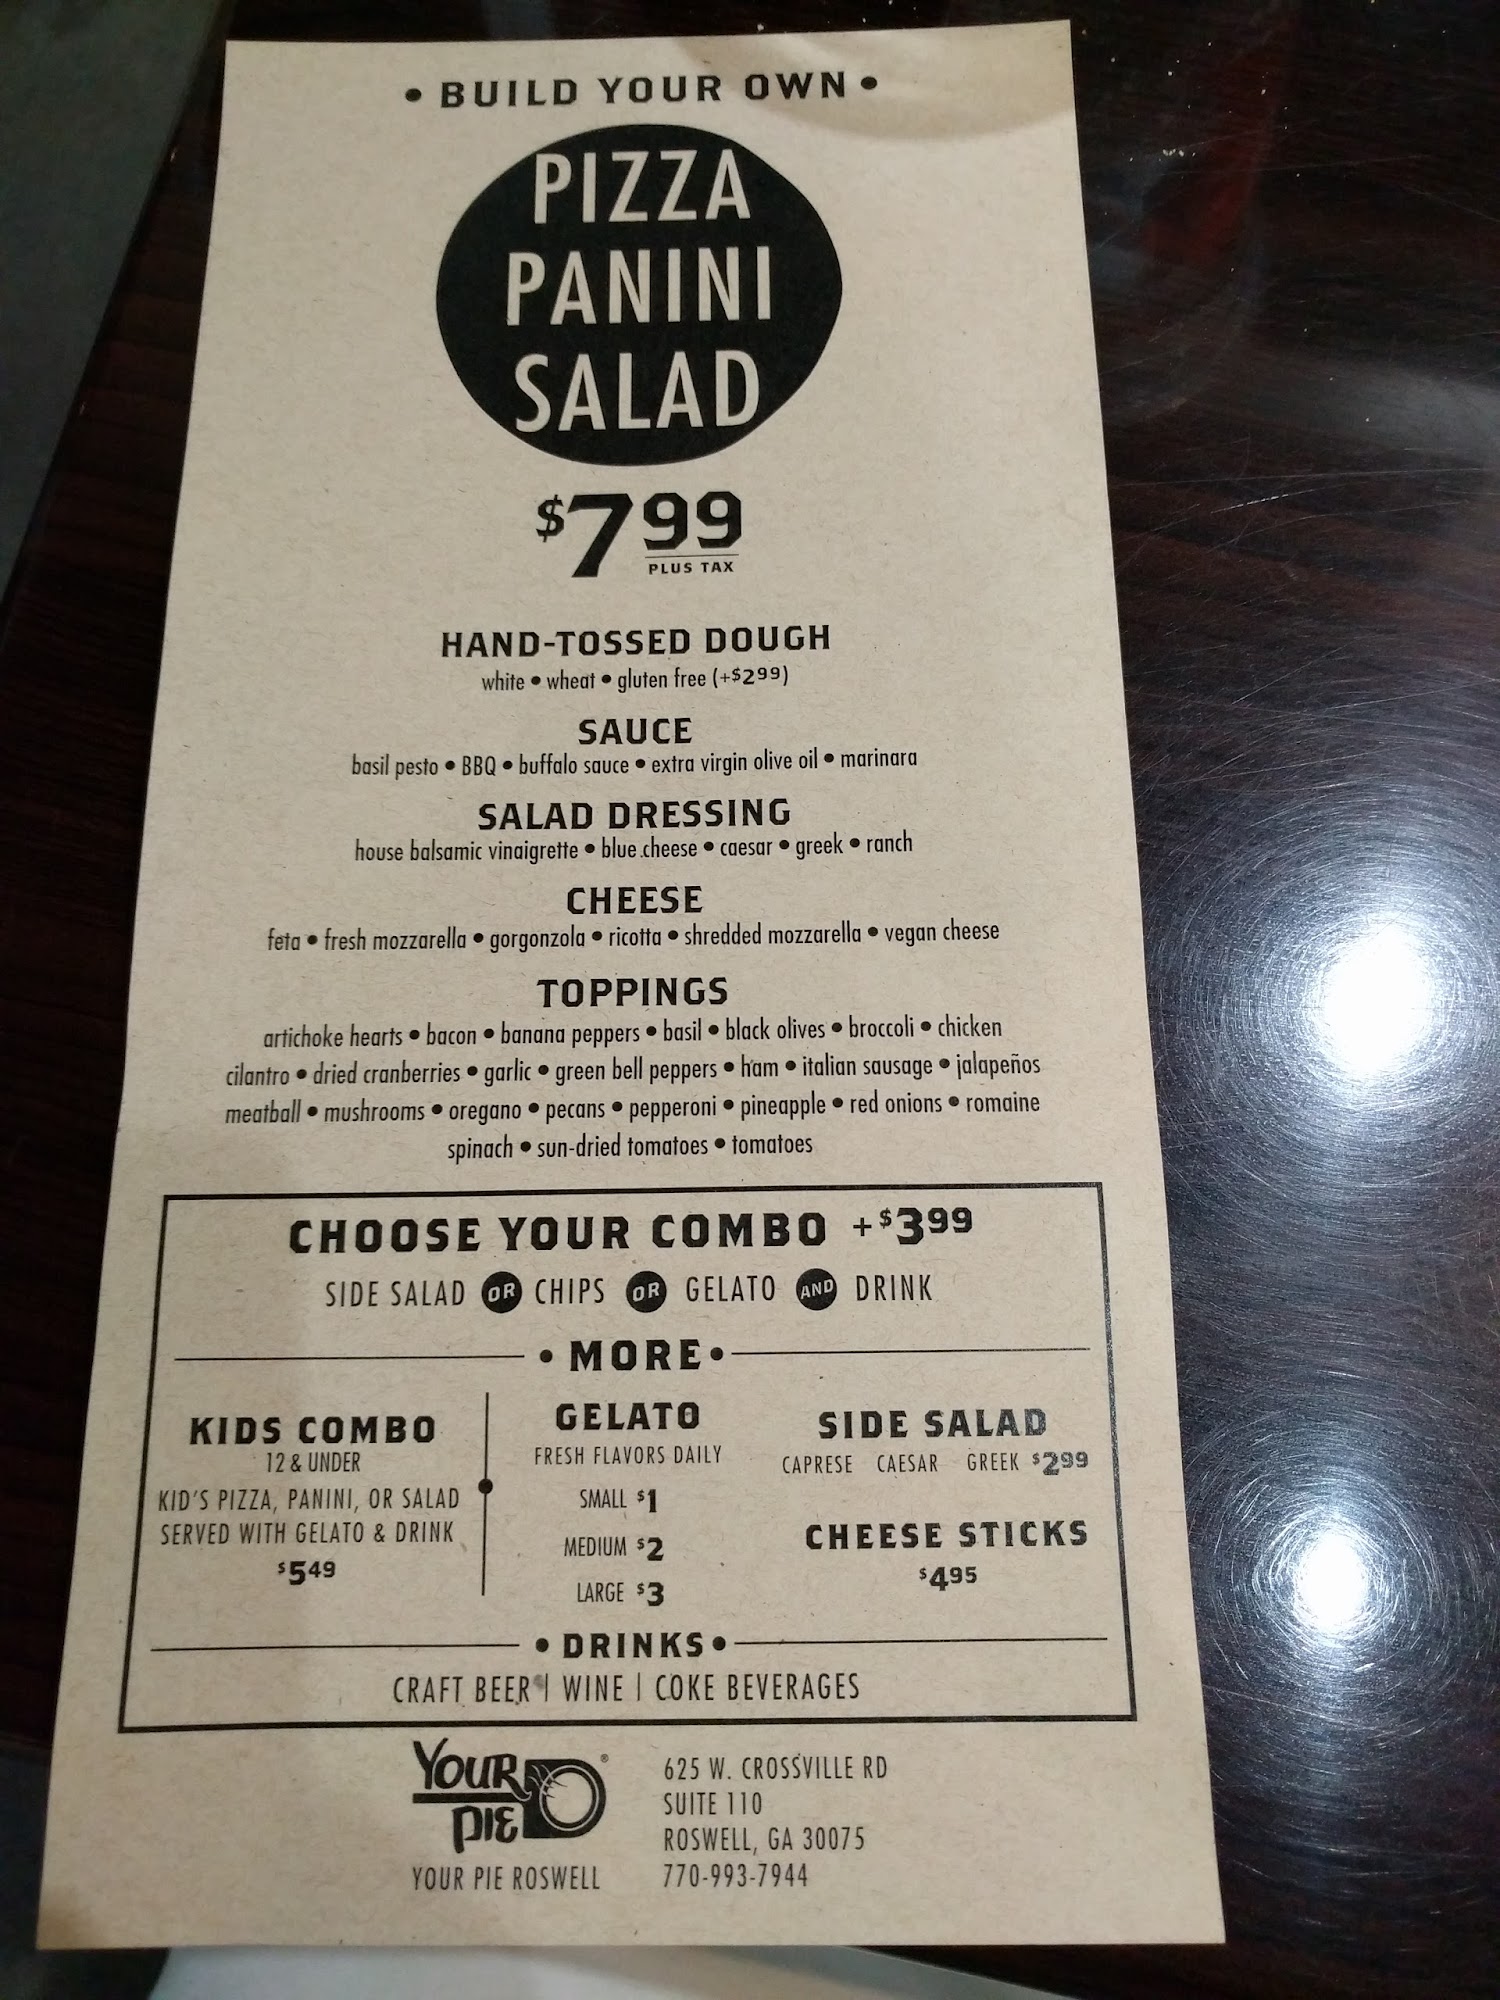 • BUILD YOUR OWN •
PIZZA
PANINI
SALAD
$7.99
PLUS TAX
HAND-TOSSED DOUGH
white • wheat • gluten free (+$2.99)
SAUCE
basil pesto • BBQ • buffalo sauce • extra virgin olive oil • marinara
SALAD DRESSING
house balsamic vinaigrette • blue cheese • caesar • greek • ranch
CHEESE
feta • fresh mozzarella • gorgonzola • ricotta • shredded mozzarella • vegan cheese
TOPPINGS
artichoke hearts • bacon • banana peppers • basil • black olives • broccoli • chicken
cilantro • dried cranberries • garlic • green bell peppers • ham • italian sausage • jalapeños
meatball • mushrooms • oregano • pecans • pepperoni • pineapple • red onions • romaine
spinach • sun-dried tomatoes • tomatoes
CHOOSE YOUR COMBO +$3.99
SIDE SALAD OR CHIPS OR GELATO AND DRINK
• MORE •
KIDS COMBO
12 & UNDER
KID'S PIZZA, PANINI, OR SALAD
SERVED WITH GELATO & DRINK
$5.49
GELATO
FRESH FLAVORS DAILY
SMALL $1
MEDIUM $2
LARGE $3
SIDE SALAD
CAPRESE CAESAR GREEK $2.99
CHEESE STICKS
$4.95
• DRINKS •
CRAFT BEER | WINE | COKE BEVERAGES
YOUR
PIE
®
YOUR PIE ROSWELL
625 W. CROSSVILLE RD
SUITE 110
ROSWELL, GA 30075
770-993-7944